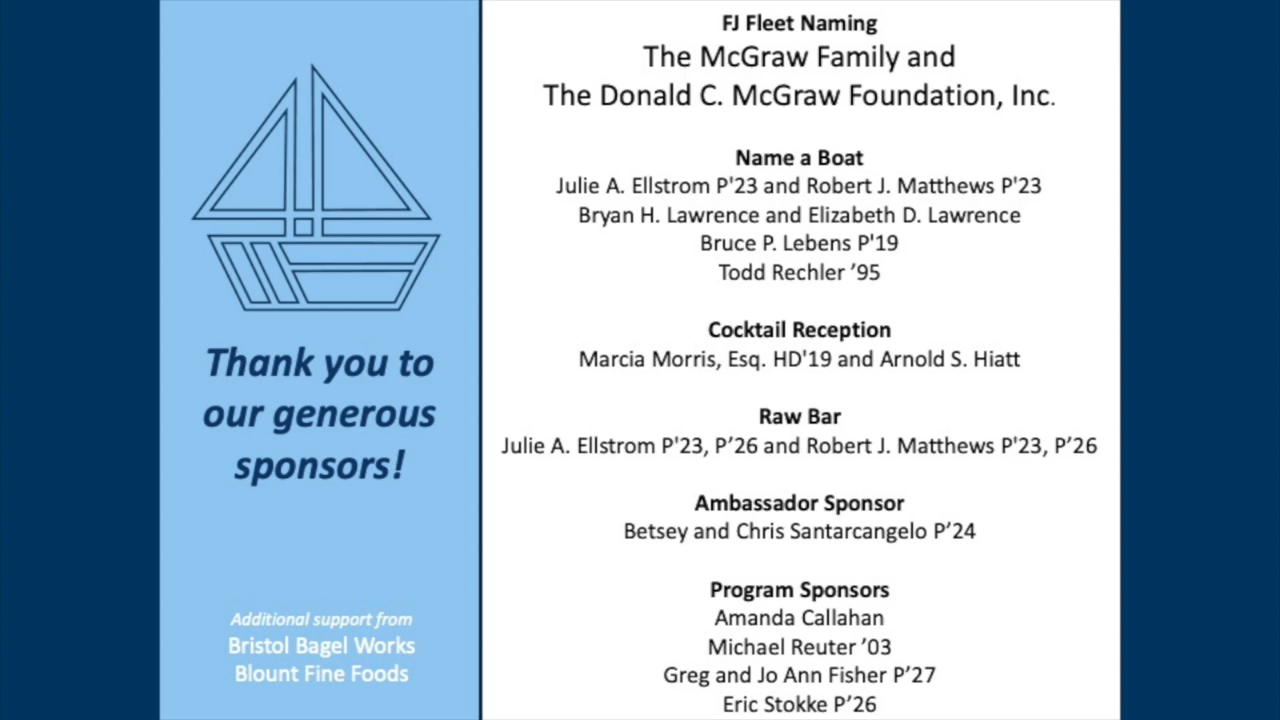 Thank you to
our generous
sponsors!
Additional support from
Bristol Bagel Works
Blount Fine Foods
FJ Fleet Naming
The McGraw Family and
The Donald C. McGraw Foundation, Inc.
Name a Boat
Julie A. Ellstrom P'23 and Robert J. Matthews P'23
Bryan H. Lawrence and Elizabeth D. Lawrence
Bruce P. Lebens P'19
Todd Rechler ’95
Cocktail Reception
Marcia Morris, Esq. HD'19 and Arnold S. Hiatt
Raw Bar
Julie A. Ellstrom P'23, P’26 and Robert J. Matthews P'23, P’26
Ambassador Sponsor
Betsey and Chris Santarcangelo P’24
Program Sponsors
Amanda Callahan
Michael Reuter ’03
Greg and Jo Ann Fisher P’27
Eric Stokke P’26